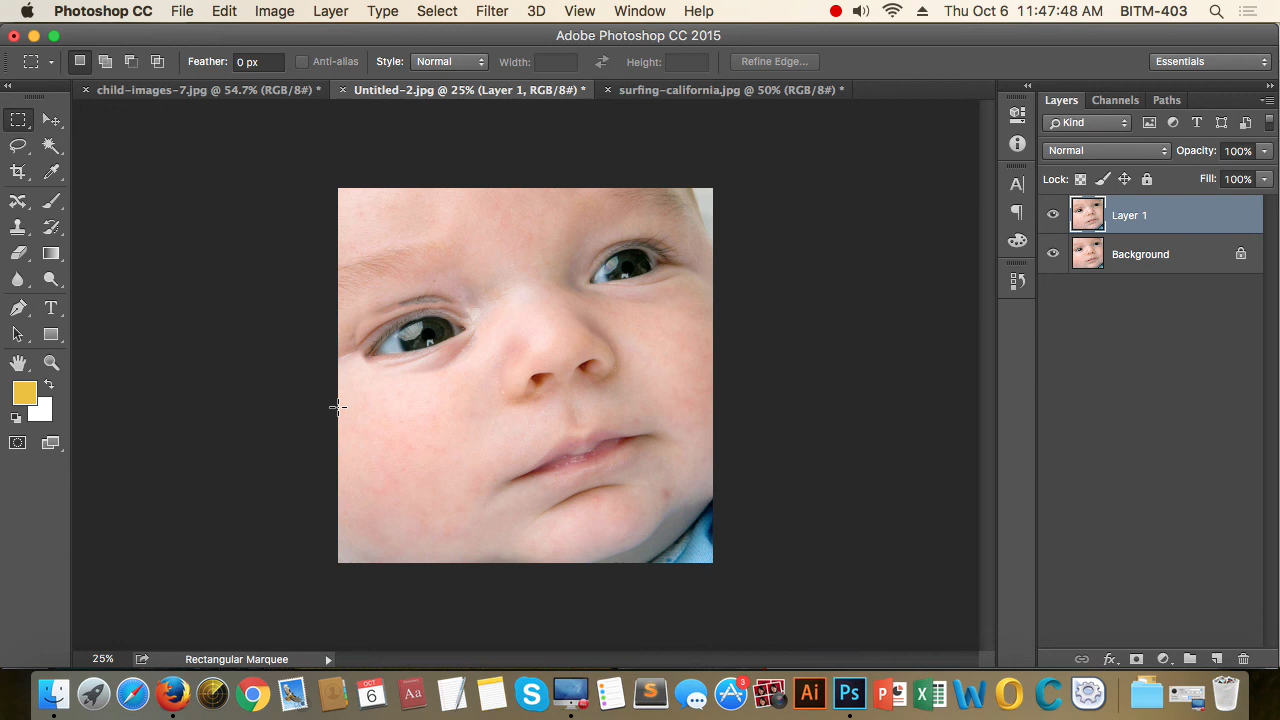 Photoshop CC File Edit Image Layer Type Select Filter 3D View Window Help Thu Oct 6 11:47:48 AM BITM-403
Adobe Photoshop CC 2015
Feather: 0 px Anti-alias Style: Normal Width: Height: Refine Edge... Essentials
child-images-7.jpg @ 54.7% (RGB/8#) * Untitled-2.jpg @ 25% (Layer 1, RGB/8#) * surfing-california.jpg @ 50% (RGB/8#) *
Layers Channels Paths
Kind
Normal Opacity: 100%
Lock: Fill: 100%
Layer 1
Background
25% Rectangular Marquee
OCT
6
Aa
3
Ai
Ps